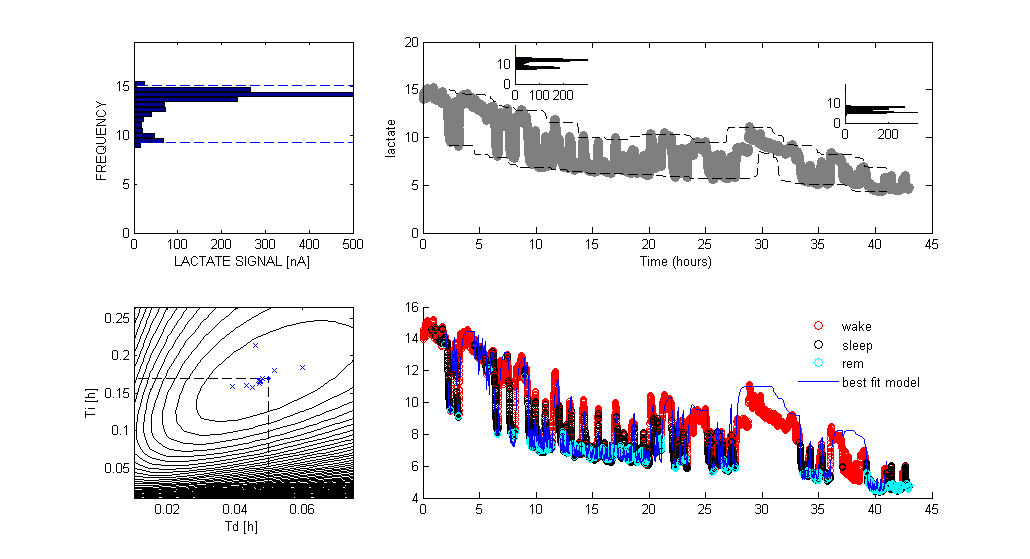 15
10
5
0
FREQUENCY
0 100 200 300 400 500
LACTATE SIGNAL [nA]
20
15
10
5
0
lactate
10
0
0 100 200
10
0
0 200
0 5 10 15 20 25 30 35 40 45
Time (hours)
0.25
0.2
0.15
0.1
0.05
Ti [h]
0.02 0.04 0.06
Td [h]
16
14
12
10
8
6
4
wake
sleep
rem
best fit model
0 5 10 15 20 25 30 35 40 45